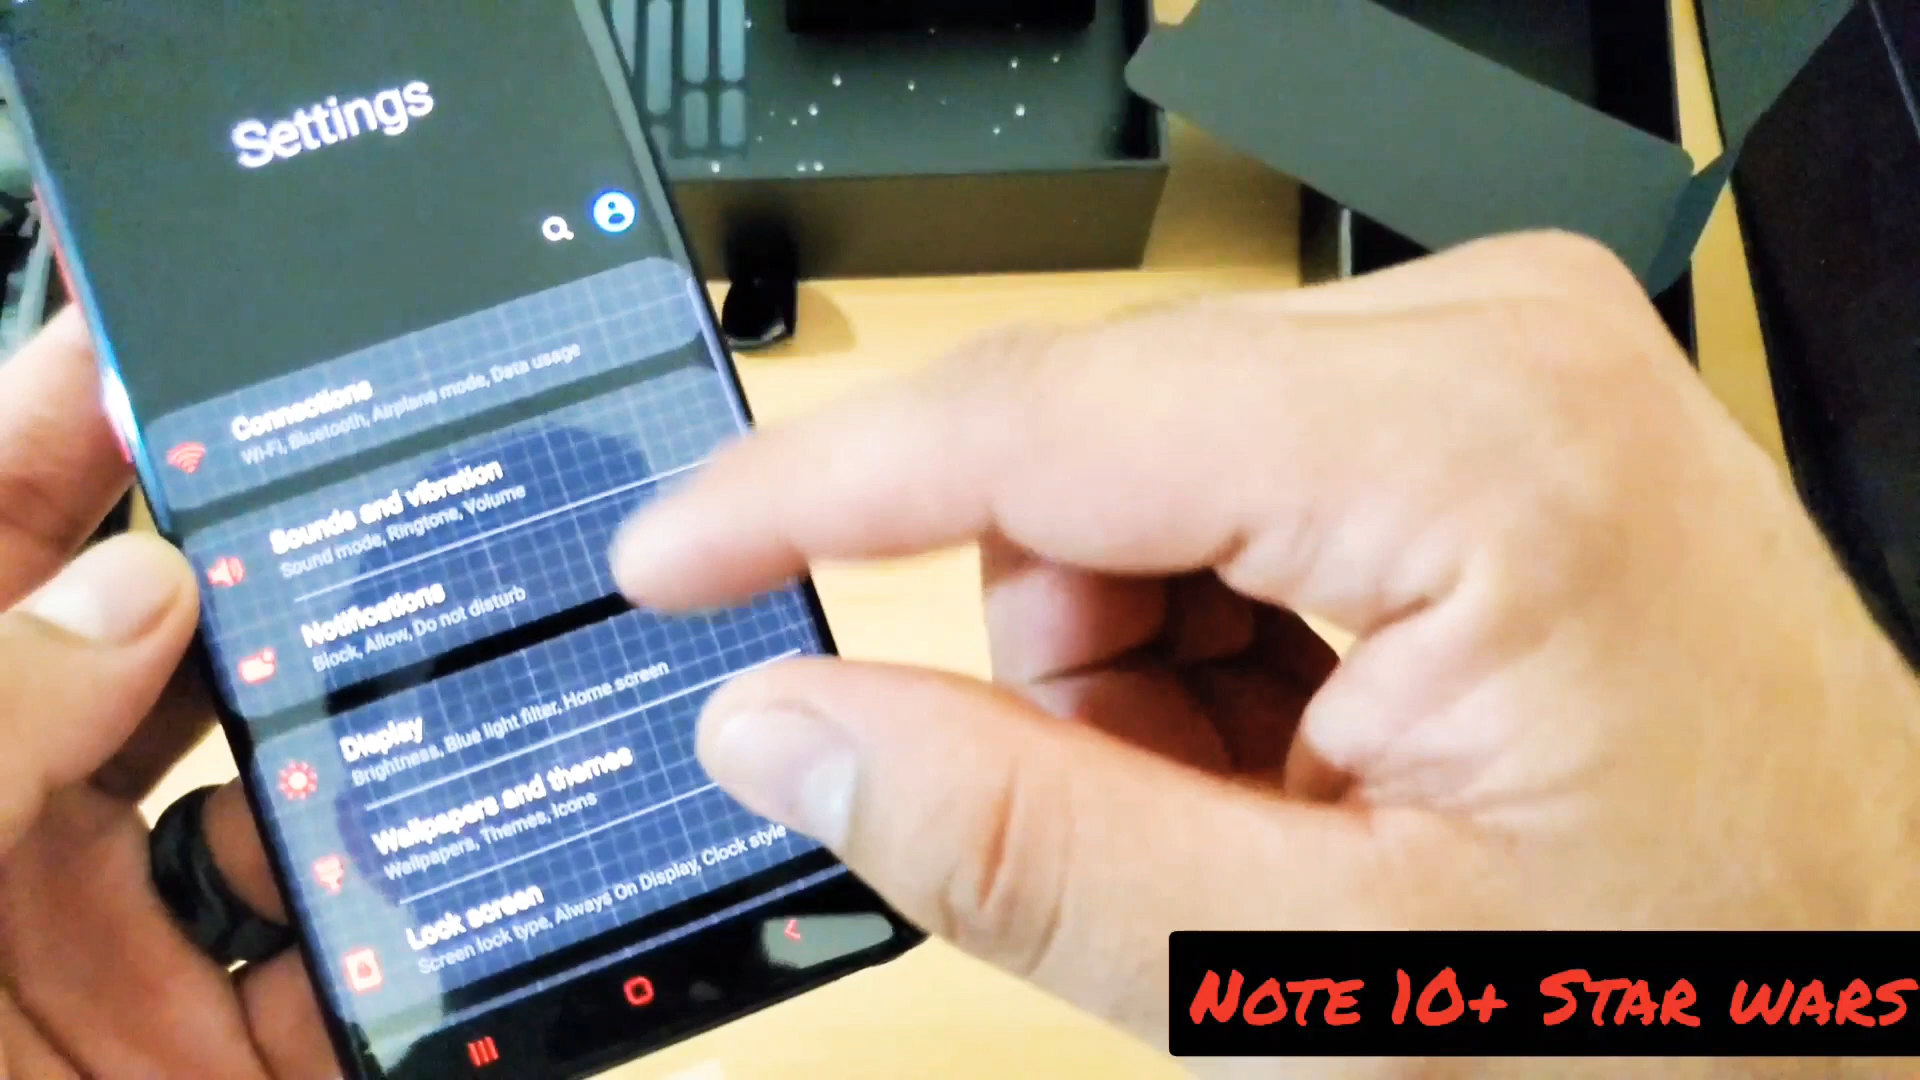 Settings
Connections
Wi-Fi, Bluetooth, Airplane mode, Data usage
Sounds and vibration
Sound mode, Ringtone, Volume
Notifications
Block, Allow, Do not disturb
Display
Brightness, Blue light filter, Home screen
Wallpapers and themes
Wallpapers, Themes, Icons
Lock screen
Screen lock type, Always On Display, Clock style
Note 10+ Star wars